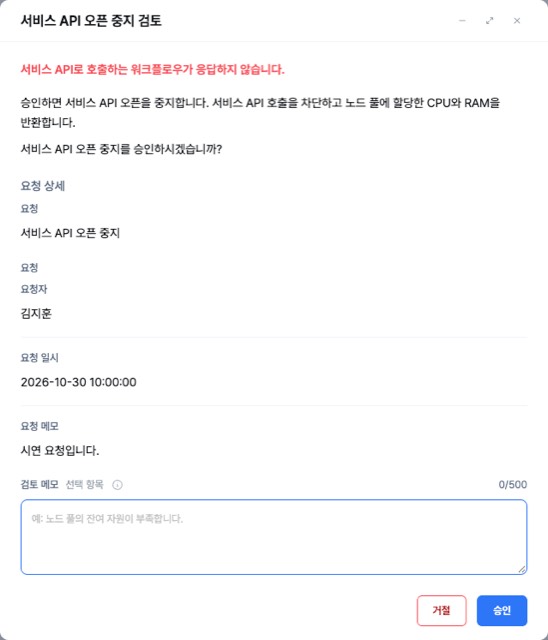 서비스 API 오픈 중지 검토
서비스 API로 호출하는 워크플로우가 응답하지 않습니다.
승인하면 서비스 API 오픈을 중지합니다. 서비스 API 호출을 차단하고 노드 풀에 할당한 CPU와 RAM을
반환합니다.
서비스 API 오픈 중지를 승인하시겠습니까?
요청 상세
요청
서비스 API 오픈 중지
요청
요청자
김지훈
요청 일시
2026-10-30 10:00:00
요청 메모
시연 요청입니다.
검토 메모 선택 항목 0/500
예: 노드 풀의 잔여 자원이 부족합니다.
거절 승인